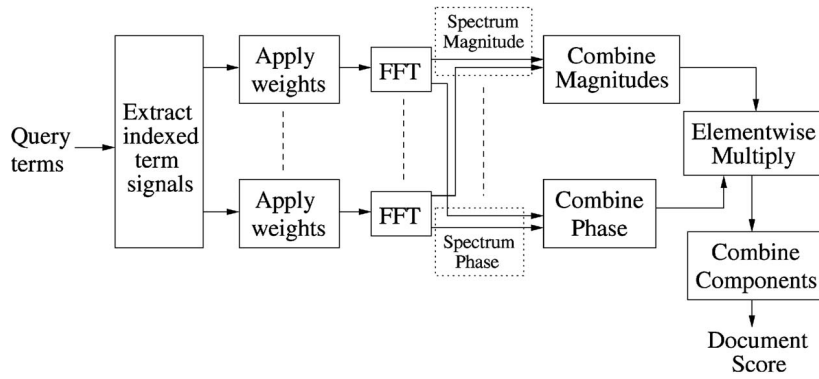 Query
terms
Extract
indexed
term
signals
Apply
weights
FFT
Spectrum
Magnitude
Combine
Magnitudes
Elementwise
Multiply
Apply
weights
FFT
Spectrum
Phase
Combine
Phase
Combine
Components
Document
Score